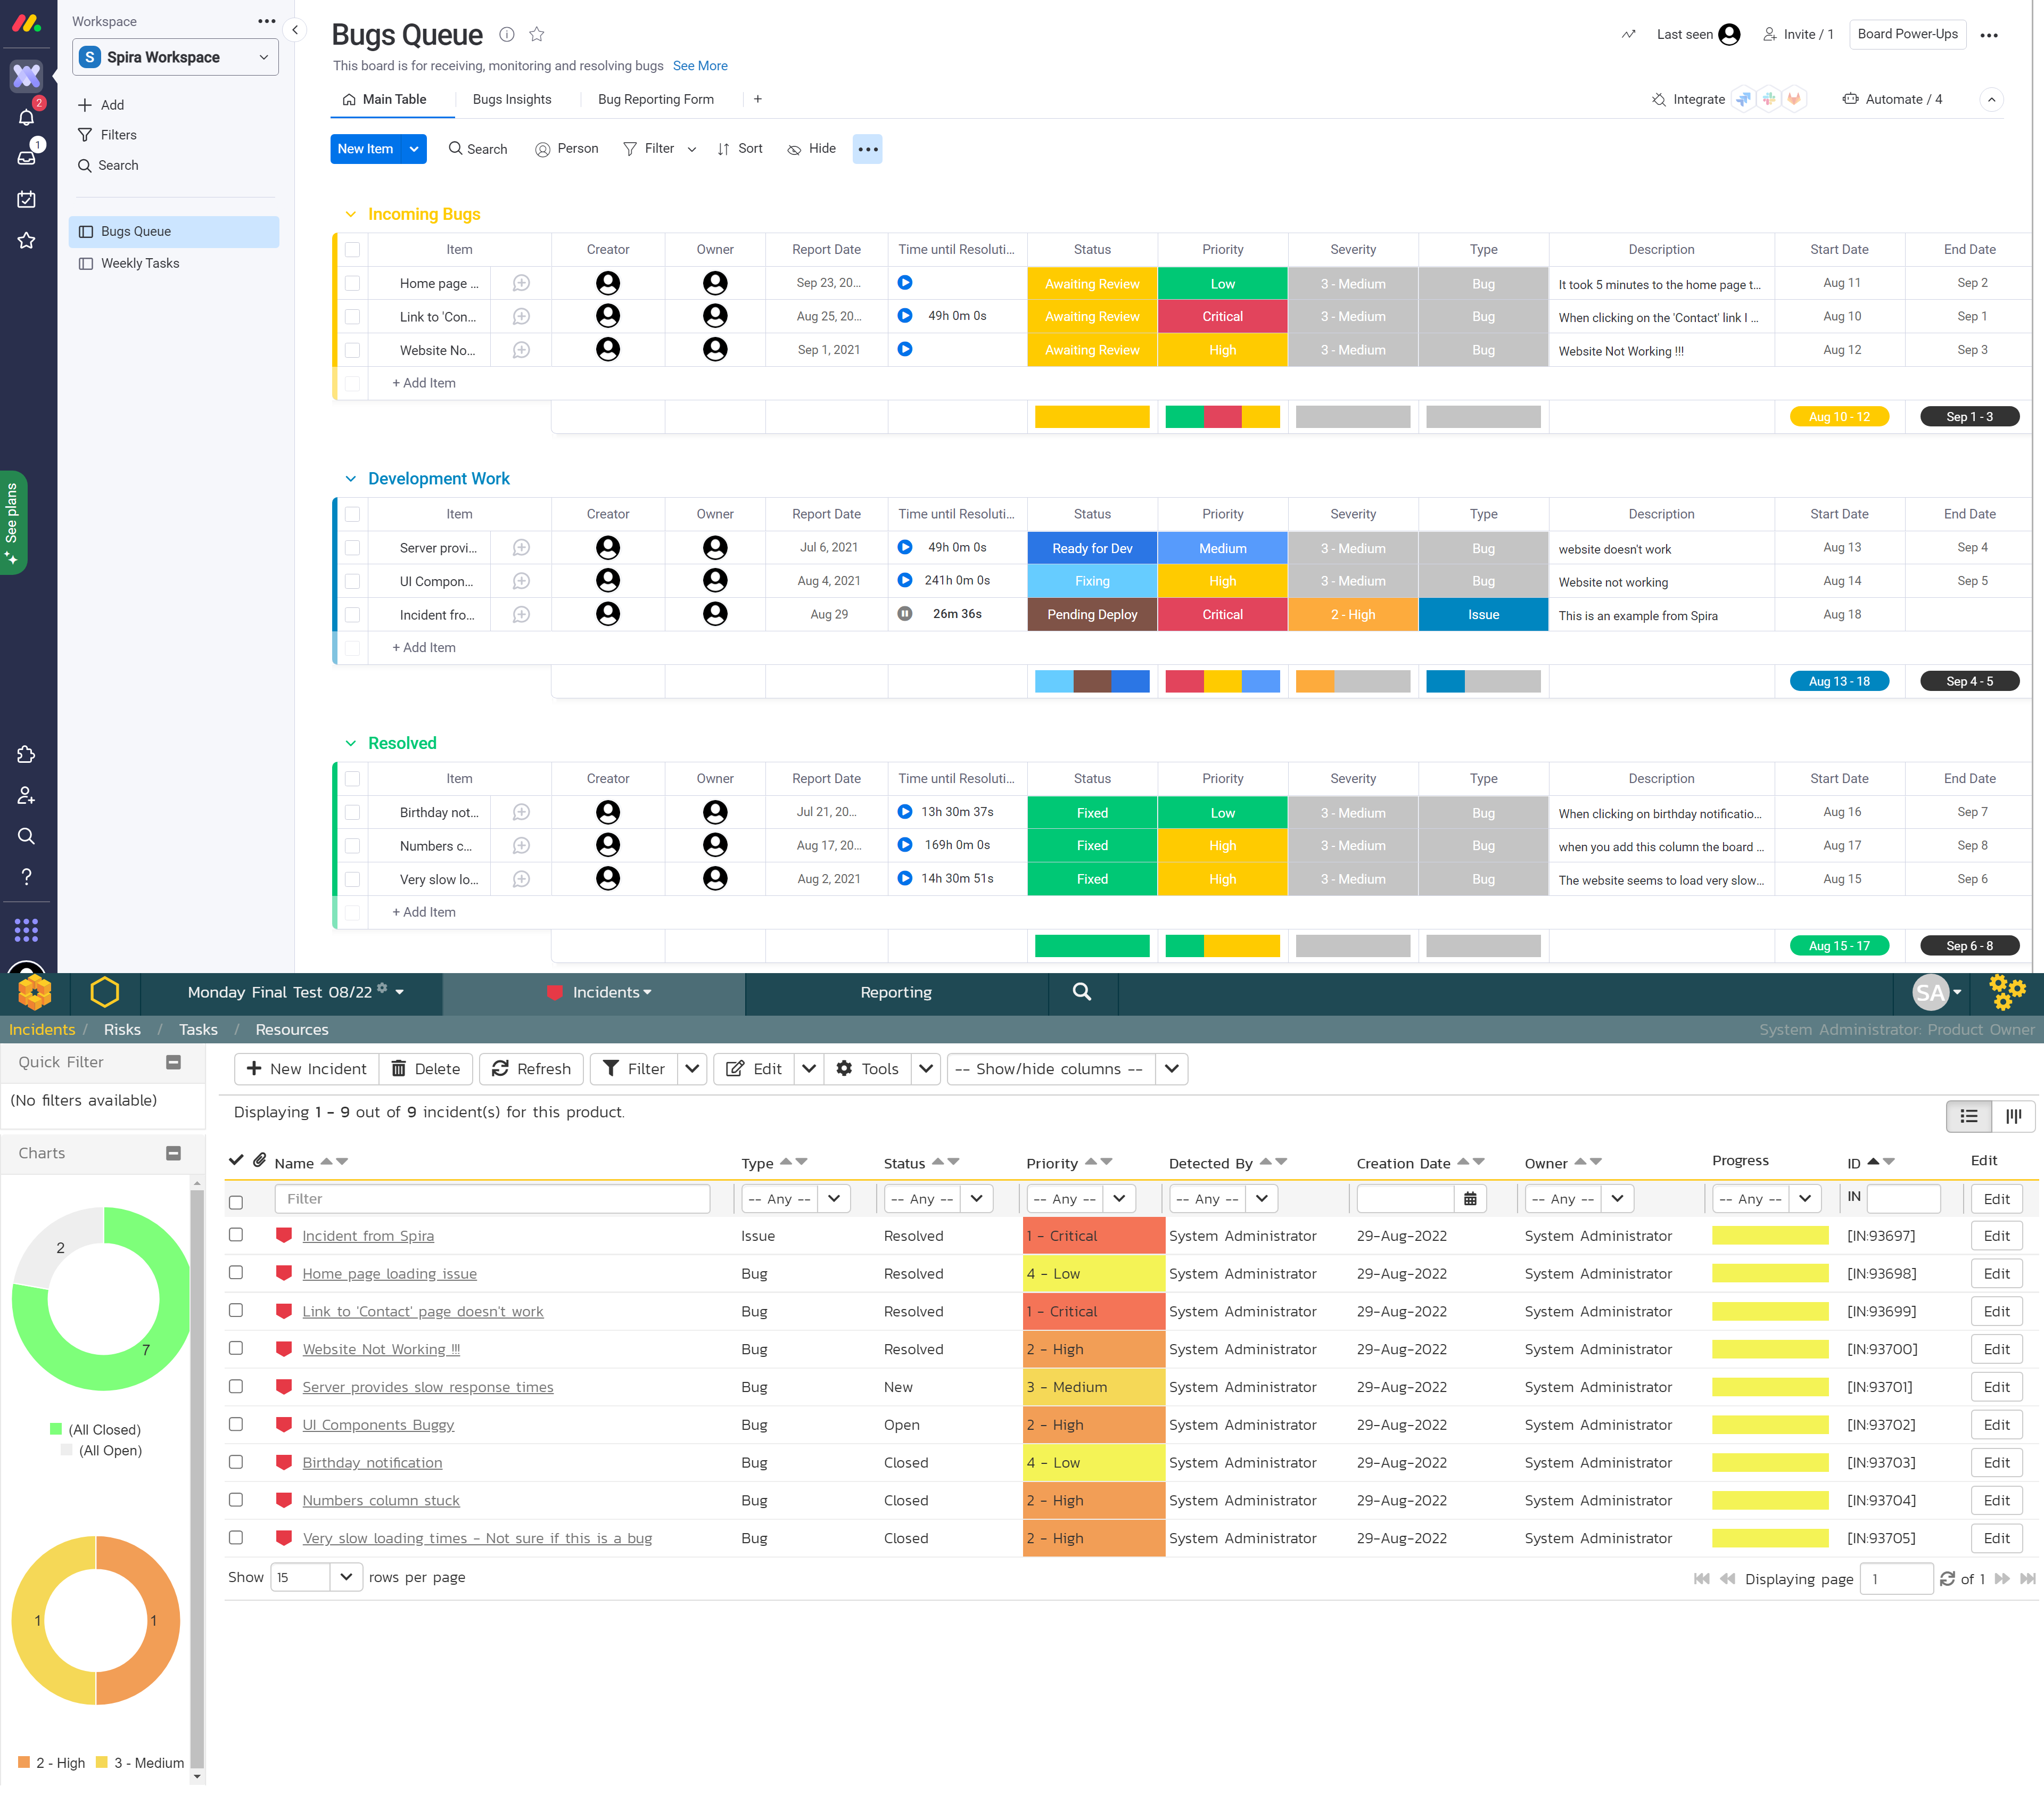 Workspace
S Spira Workspace
Add
Filters
Search
Bugs Queue
Weekly Tasks
2
1
See plans
Bugs Queue
Last seen
Invite / 1
Board Power-Ups
This board is for receiving, monitoring and resolving bugs See More
Main Table Bugs Insights Bug Reporting Form +
Integrate
Automate / 4
New Item Search Person Filter Sort Hide
Incoming Bugs
Item Creator Owner Report Date Time until Resoluti... Status Priority Severity Type Description Start Date End Date
Home page ... Sep 23, 20... Awaiting Review Low 3 - Medium Bug It took 5 minutes to the home page t... Aug 11 Sep 2
Link to 'Con... Aug 25, 20... 49h 0m 0s Awaiting Review Critical 3 - Medium Bug When clicking on the 'Contact' link I ... Aug 10 Sep 1
Website No... Sep 1, 2021 Awaiting Review High 3 - Medium Bug Website Not Working !!! Aug 12 Sep 3
+ Add Item
Aug 10 - 12 Sep 1 - 3
Development Work
Item Creator Owner Report Date Time until Resoluti... Status Priority Severity Type Description Start Date End Date
Server provi... Jul 6, 2021 49h 0m 0s Ready for Dev Medium 3 - Medium Bug website doesn't work Aug 13 Sep 4
UI Compon... Aug 4, 2021 241h 0m 0s Fixing High 3 - Medium Bug Website not working Aug 14 Sep 5
Incident fro... Aug 29 26m 36s Pending Deploy Critical 2 - High Issue This is an example from Spira Aug 18
+ Add Item
Aug 13 - 18 Sep 4 - 5
Resolved
Item Creator Owner Report Date Time until Resoluti... Status Priority Severity Type Description Start Date End Date
Birthday not... Jul 21, 20... 13h 30m 37s Fixed Low 3 - Medium Bug When clicking on birthday notificatio... Aug 16 Sep 7
Numbers c... Aug 17, 20... 169h 0m 0s Fixed High 3 - Medium Bug when you add this column the board ... Aug 17 Sep 8
Very slow lo... Aug 2, 2021 14h 30m 51s Fixed High 3 - Medium Bug The website seems to load very slow... Aug 15 Sep 6
+ Add Item
Aug 15 - 17 Sep 6 - 8
Monday Final Test 08/22 Incidents Reporting SA
Incidents / Risks / Tasks / Resources System Administrator: Product Owner
Quick Filter
(No filters available)
Charts
2
7
(All Closed)
(All Open)
1
1
2 - High 3 - Medium
New Incident Delete Refresh Filter Edit Tools -- Show/hide columns --
Displaying 1 - 9 out of 9 incident(s) for this product.
Name Type Status Priority Detected By Creation Date Owner Progress ID Edit
Filter -- Any -- -- Any -- -- Any -- -- Any -- -- Any -- -- Any -- IN Edit
Incident from Spira Issue Resolved 1 - Critical System Administrator 29-Aug-2022 System Administrator [IN:93697] Edit
Home page loading issue Bug Resolved 4 - Low System Administrator 29-Aug-2022 System Administrator [IN:93698] Edit
Link to 'Contact' page doesn't work Bug Resolved 1 - Critical System Administrator 29-Aug-2022 System Administrator [IN:93699] Edit
Website Not Working !!! Bug Resolved 2 - High System Administrator 29-Aug-2022 System Administrator [IN:93700] Edit
Server provides slow response times Bug New 3 - Medium System Administrator 29-Aug-2022 System Administrator [IN:93701] Edit
UI Components Buggy Bug Open 2 - High System Administrator 29-Aug-2022 System Administrator [IN:93702] Edit
Birthday notification Bug Closed 4 - Low System Administrator 29-Aug-2022 System Administrator [IN:93703] Edit
Numbers column stuck Bug Closed 2 - High System Administrator 29-Aug-2022 System Administrator [IN:93704] Edit
Very slow loading times - Not sure if this is a bug Bug Closed 2 - High System Administrator 29-Aug-2022 System Administrator [IN:93705] Edit
Show 15 rows per page Displaying page 1 of 1